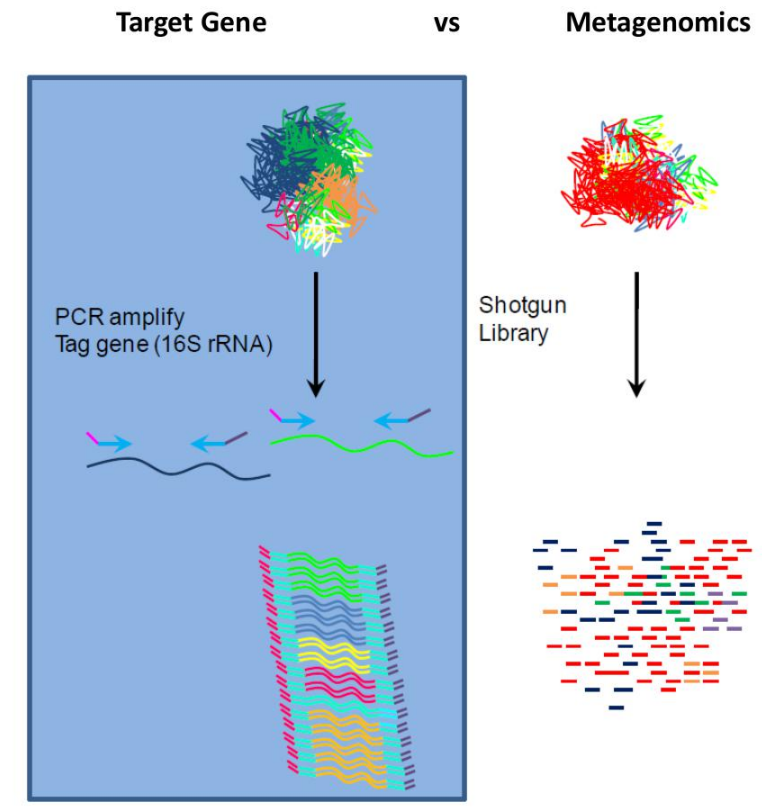 Target Gene vs Metagenomics
PCR amplify
Tag gene (16S rRNA)
Shotgun
Library